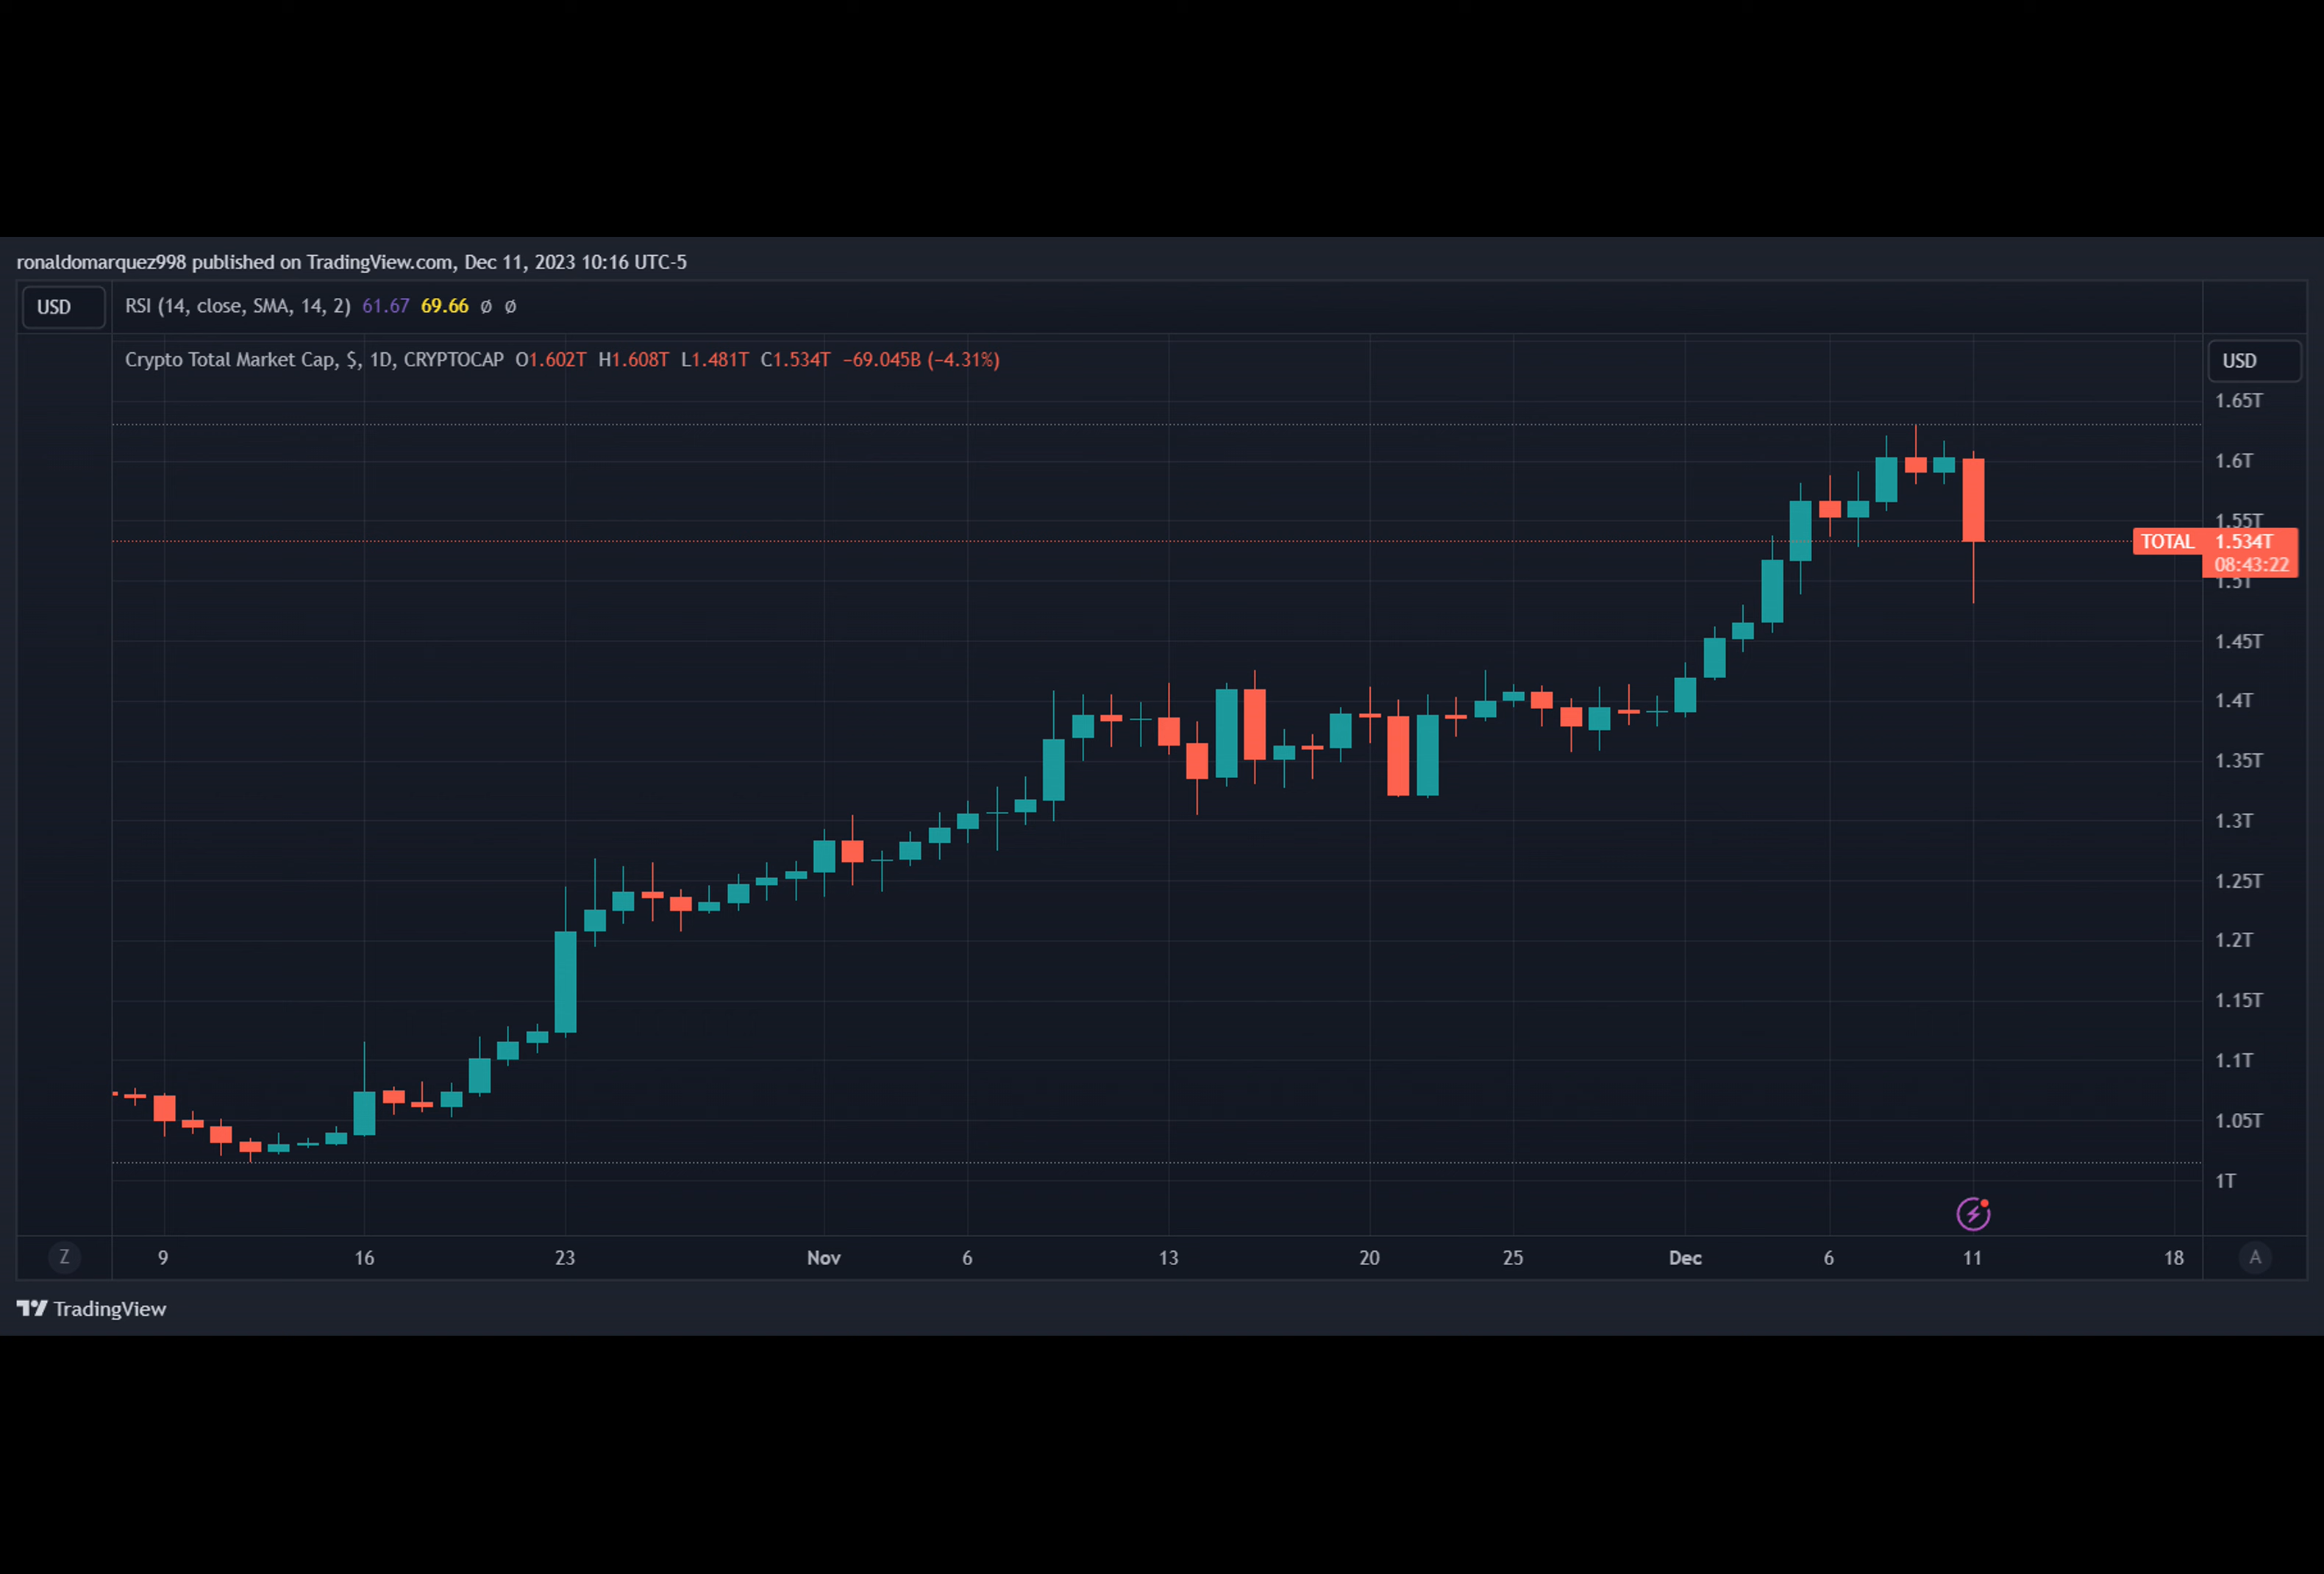 ronaldomarquez998 published on TradingView.com, Dec 11, 2023 10:16 UTC-5
USD RSI (14, close, SMA, 14, 2) 61.67 69.66 ø ø
Crypto Total Market Cap, $, 1D, CRYPTOCAP O1.602T H1.608T L1.481T C1.534T −69.045B (−4.31%) USD
1.65T
1.6T
1.55T
TOTAL 1.534T
08:43:22
1.5T
1.45T
1.4T
1.35T
1.3T
1.25T
1.2T
1.15T
1.1T
1.05T
1T
Z 9 16 23 Nov 6 13 20 25 Dec 6 11 18 A
TradingView